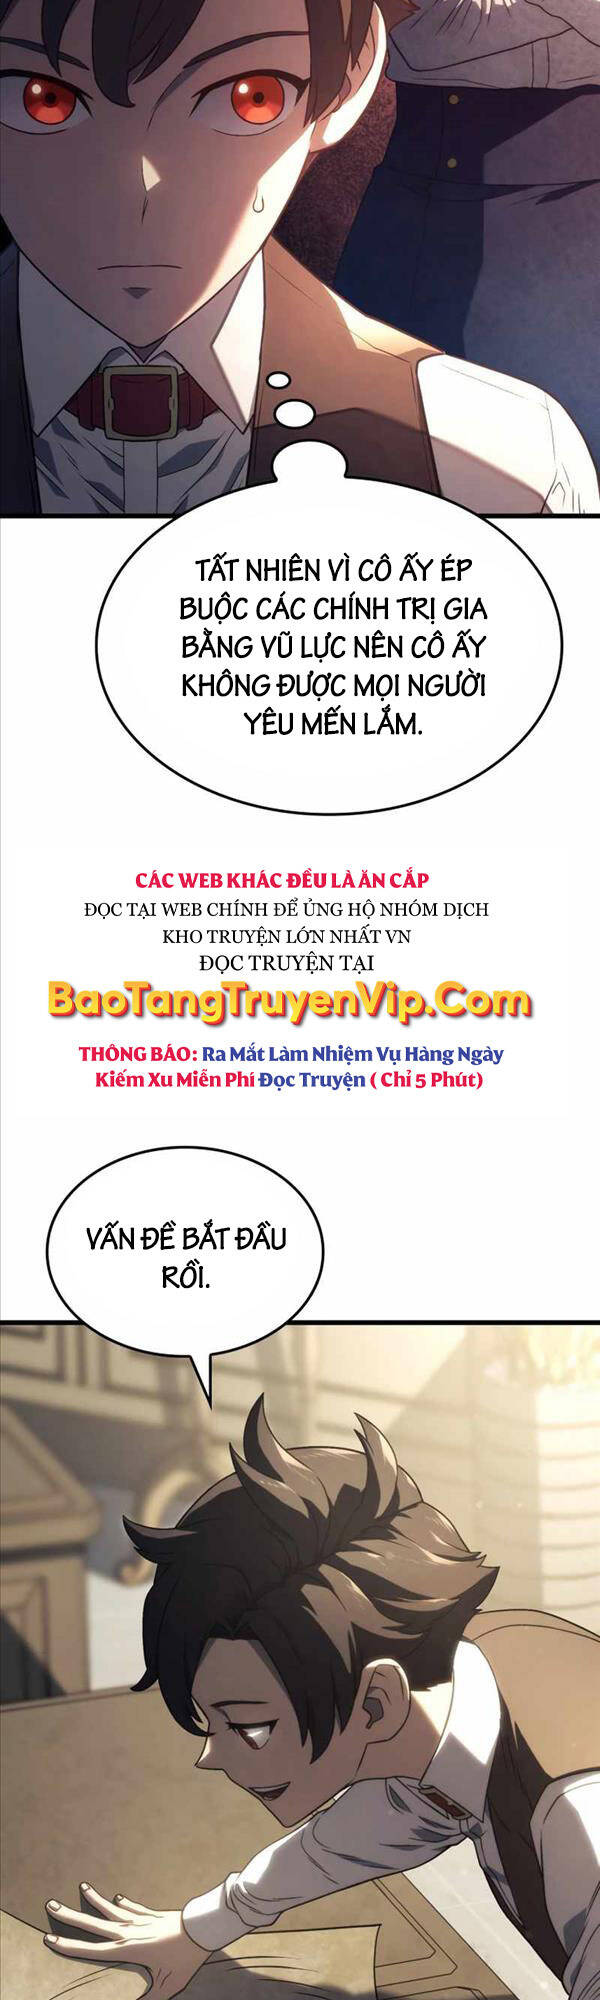 TẤT NHIÊN VÌ CÔ ẤY ÉP
BUỘC CÁC CHÍNH TRỊ GIA
BẰNG VŨ LỰC NÊN CÔ ẤY
KHÔNG ĐƯỢC MỌI NGƯỜI
YÊU MẾN LẮM.
CÁC WEB KHÁC ĐỀU LÀ ĂN CẮP
ĐỌC TẠI WEB CHÍNH ĐỂ ỦNG HỘ NHÓM DỊCH
KHO TRUYỆN LỚN NHẤT VN
ĐỌC TRUYỆN TẠI
BaoTangTruyenVip.Com
THÔNG BÁO: Ra Mắt Làm Nhiệm Vụ Hàng Ngày
Kiếm Xu Miễn Phí Đọc Truyện ( Chỉ 5 Phút)
VẤN ĐỀ BẮT ĐẦU
RỒI.